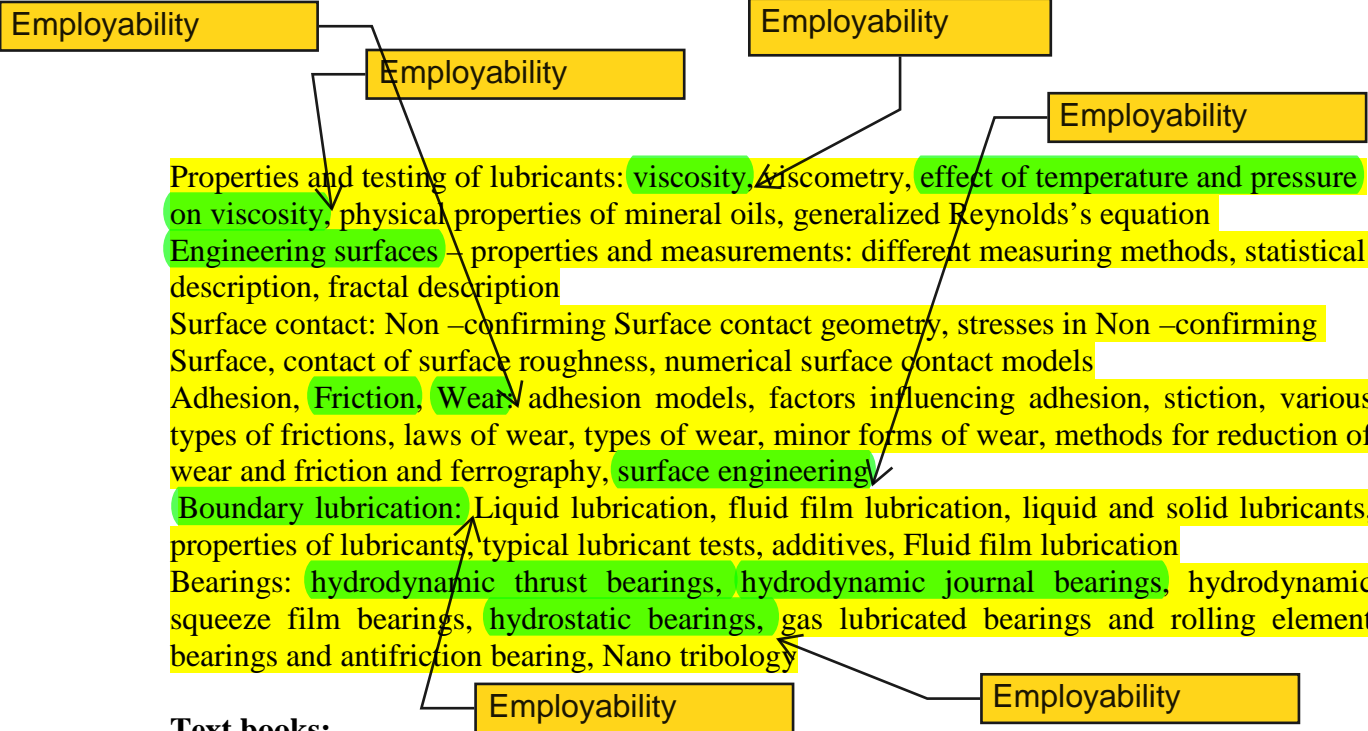 Employability
Employability
Employability
Employability
Properties and testing of lubricants: viscosity, viscometry, effect of temperature and pressure
on viscosity, physical properties of mineral oils, generalized Reynolds's equation
Engineering surfaces – properties and measurements: different measuring methods, statistical
description, fractal description
Surface contact: Non –confirming Surface contact geometry, stresses in Non –confirming
Surface, contact of surface roughness, numerical surface contact models
Adhesion, Friction, Wear: adhesion models, factors influencing adhesion, stiction, various
types of frictions, laws of wear, types of wear, minor forms of wear, methods for reduction of
wear and friction and ferrography, surface engineering
Boundary lubrication: Liquid lubrication, fluid film lubrication, liquid and solid lubricants,
properties of lubricants, typical lubricant tests, additives, Fluid film lubrication
Bearings: hydrodynamic thrust bearings, hydrodynamic journal bearings, hydrodynamic
squeeze film bearings, hydrostatic bearings, gas lubricated bearings and rolling element
bearings and antifriction bearing, Nano tribology
Employability
Employability
Text books: